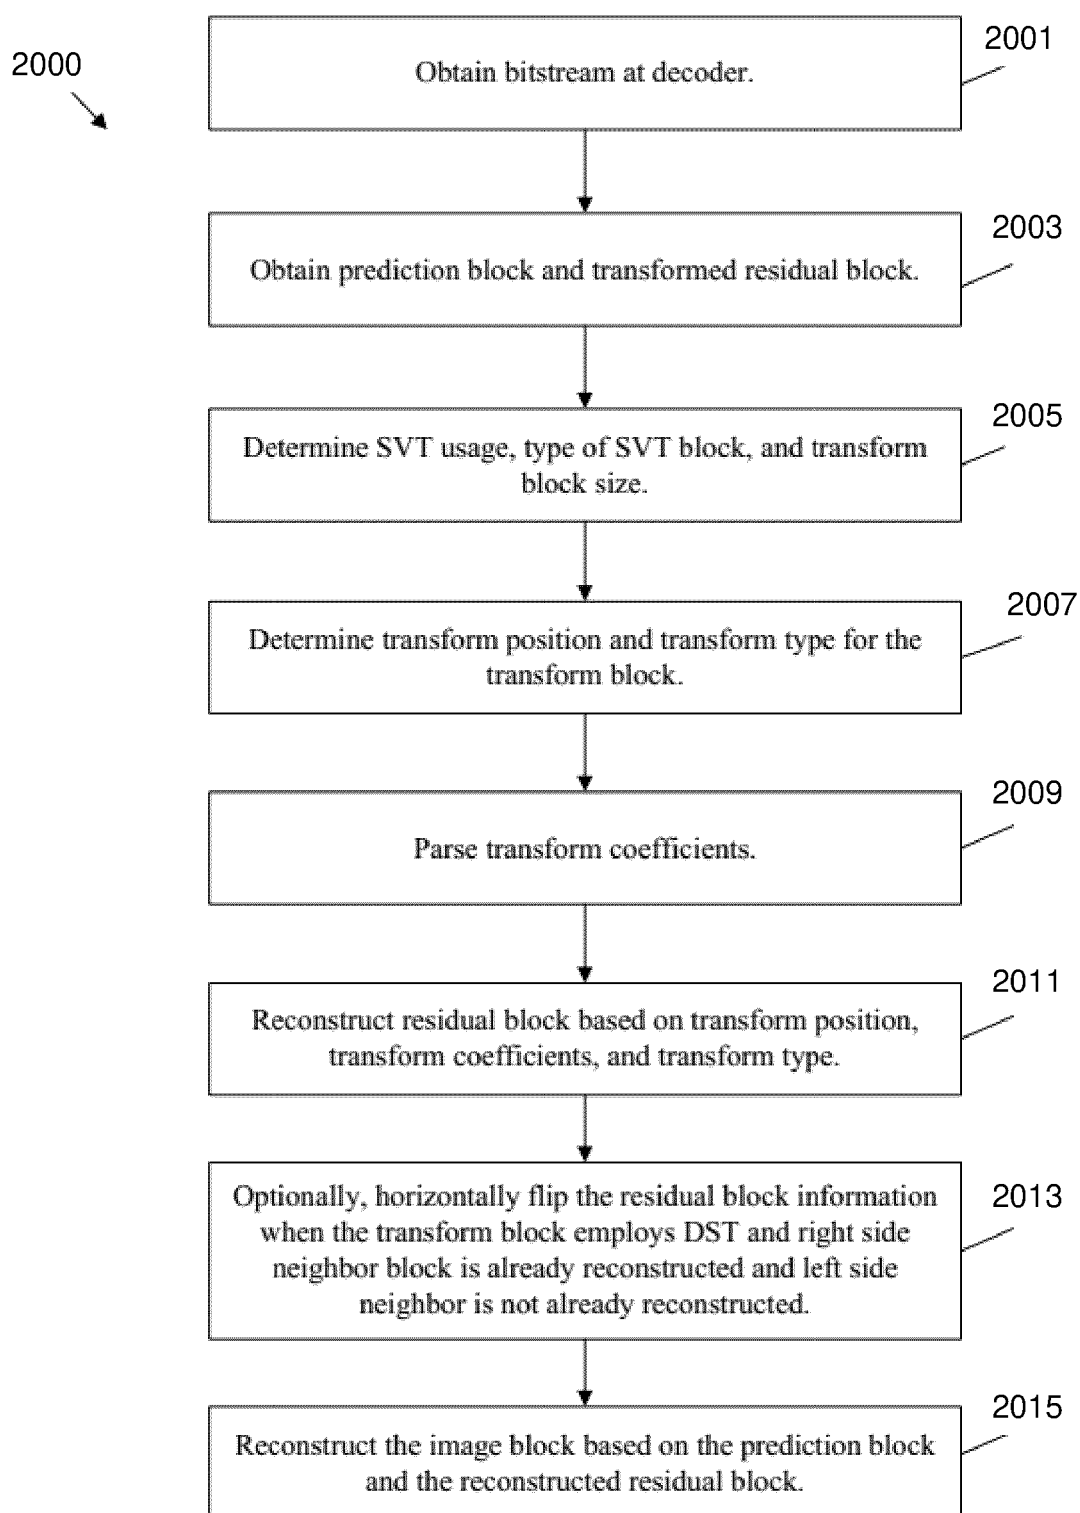 2000
2001
Obtain bitstream at decoder.
2003
Obtain prediction block and transformed residual block.
2005
Determine SVT usage, type of SVT block, and transform
block size.
2007
Determine transform position and transform type for the
transform block.
2009
Parse transform coefficients.
2011
Reconstruct residual block based on transform position,
transform coefficients, and transform type.
2013
Optionally, horizontally flip the residual block information
when the transform block employs DST and right side
neighbor block is already reconstructed and left side
neighbor is not already reconstructed.
2015
Reconstruct the image block based on the prediction block
and the reconstructed residual block.